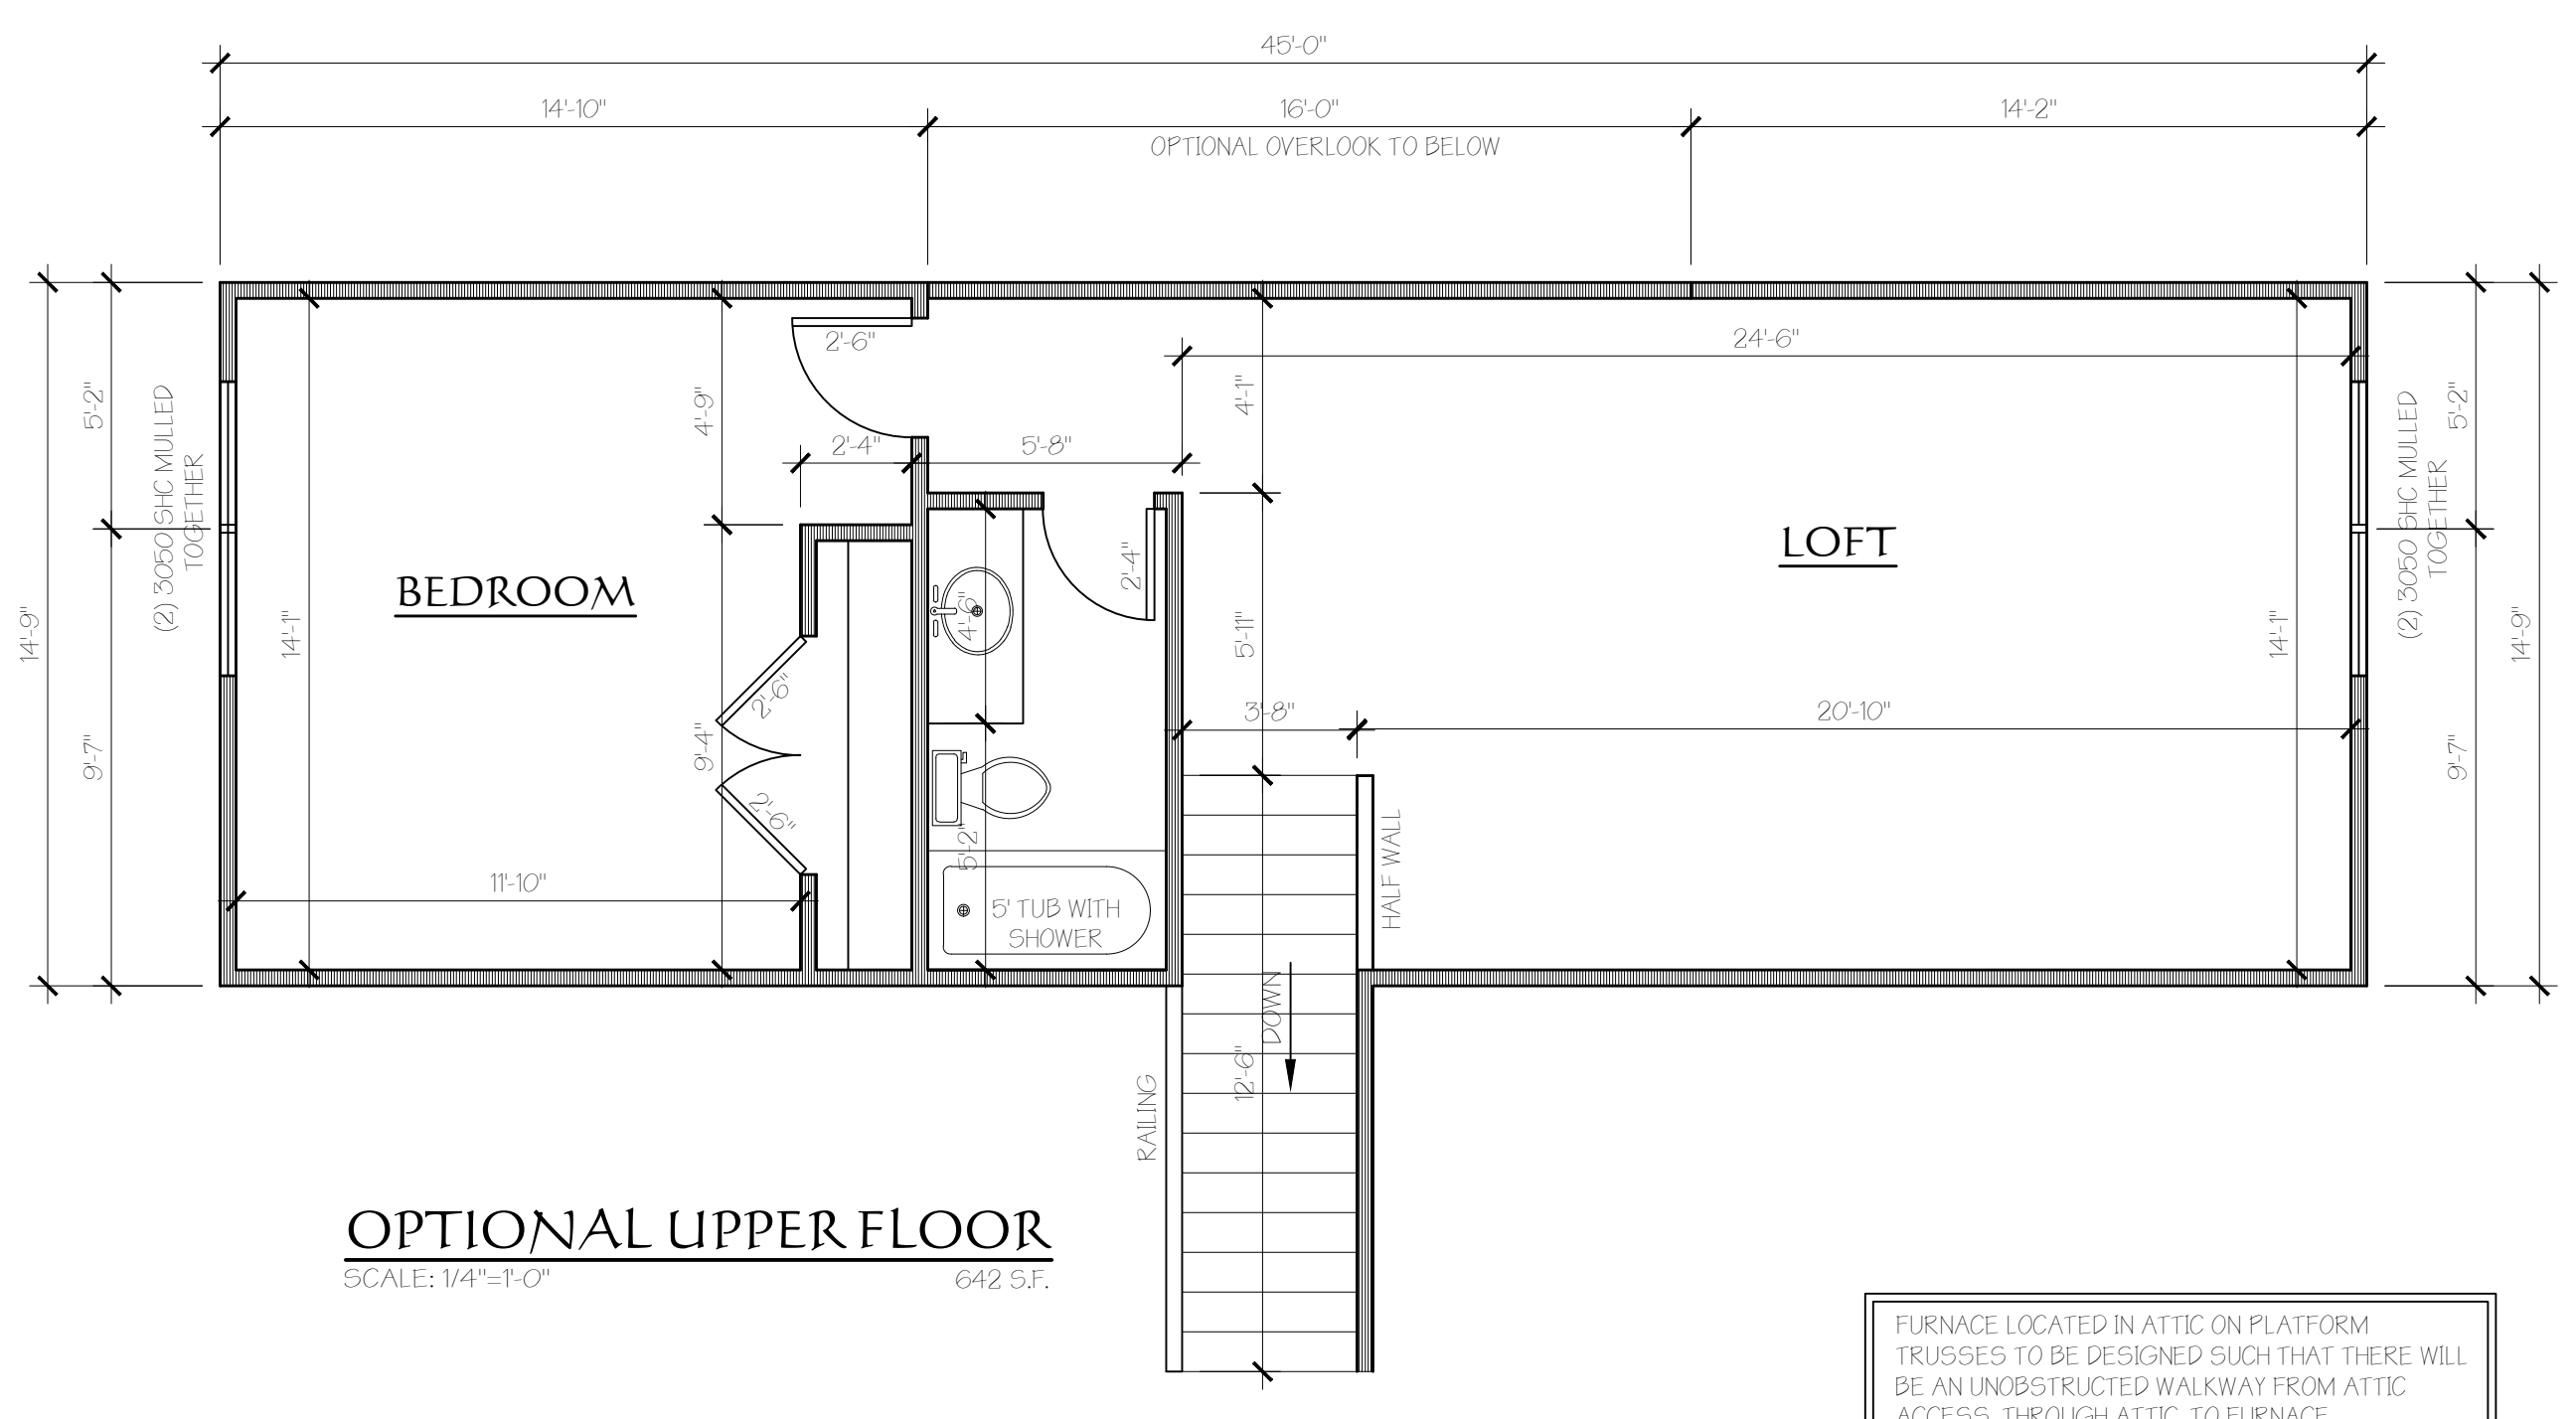 45'-0"
14'-10"
16'-0"
14'-2"
OPTIONAL OVERLOOK TO BELOW
2'-6"
24'-6"
5'-2"
(2) 3050 SHC MULLED
TOGETHER
4'-9"
2'-4"
5'-8"
4'-1"
(2) 3050 SHC MULLED
TOGETHER
5'-2"
LOFT
BEDROOM
14'-9"
14'-1"
4'-6"
2'-4"
5'-11"
14'-1"
14'-9"
2'-6"
3'-8"
20'-10"
9'-7"
9'-4"
9'-7"
2'-6"
5'-2"
HALF WALL
11'-10"
5' TUB WITH
SHOWER
DOWN
12'-6"
RAILING
OPTIONAL UPPER FLOOR
SCALE: 1/4"=1'-0"
642 S.F.
FURNACE LOCATED IN ATTIC ON PLATFORM
TRUSSES TO BE DESIGNED SUCH THAT THERE WILL
BE AN UNOBSTRUCTED WALKWAY FROM ATTIC
ACCESS, THROUGH ATTIC, TO FURNACE